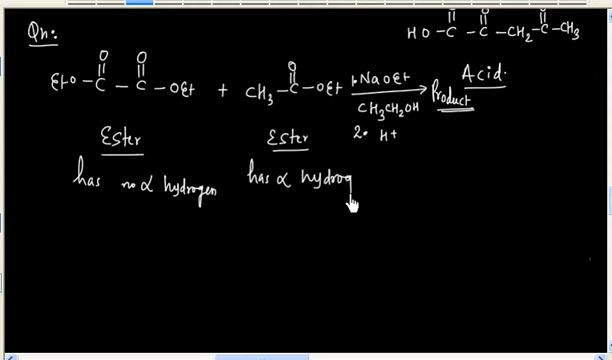 Qn:
HO - C - C - CH2 - C - CH3
O O O
EtO - C - C - OEt + CH3 - C - OEt
1. NaOEt
CH3CH2OH
2. H+
Product
Acid.
Ester Ester
has no α hydrogen has α hydrog